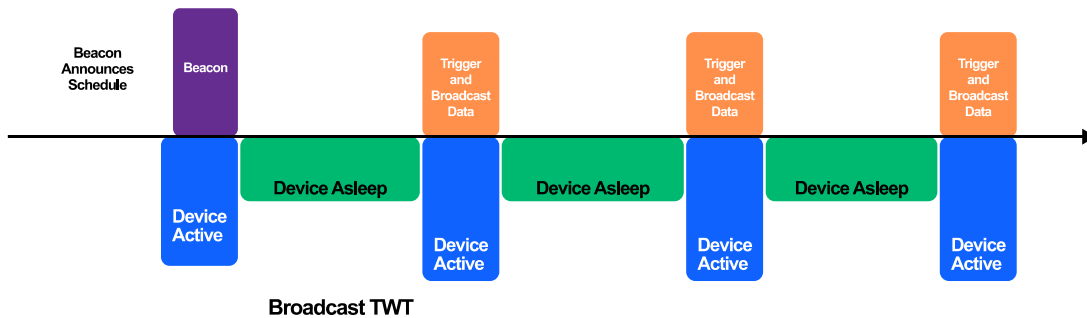 Beacon
Announces
Schedule
Beacon
Trigger
and
Broadcast
Data
Trigger
and
Broadcast
Data
Trigger
and
Broadcast
Data
Device
Active
Device Asleep
Device
Active
Device Asleep
Device
Active
Device Asleep
Device
Active
Broadcast TWT